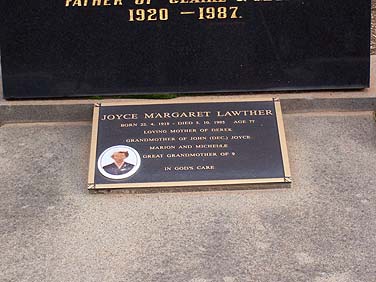 FATHER OF CLAIRE
1920 – 1987.
JOYCE MARGARET LAWTHER
BORN 22. 4. 1918 – DIED 5. 10. 1995 AGE 77
LOVING MOTHER OF DEREK
GRANDMOTHER OF JOHN (DEC.) JOYCE
MARION AND MICHELLE
GREAT GRANDMOTHER OF 9
IN GOD'S CARE